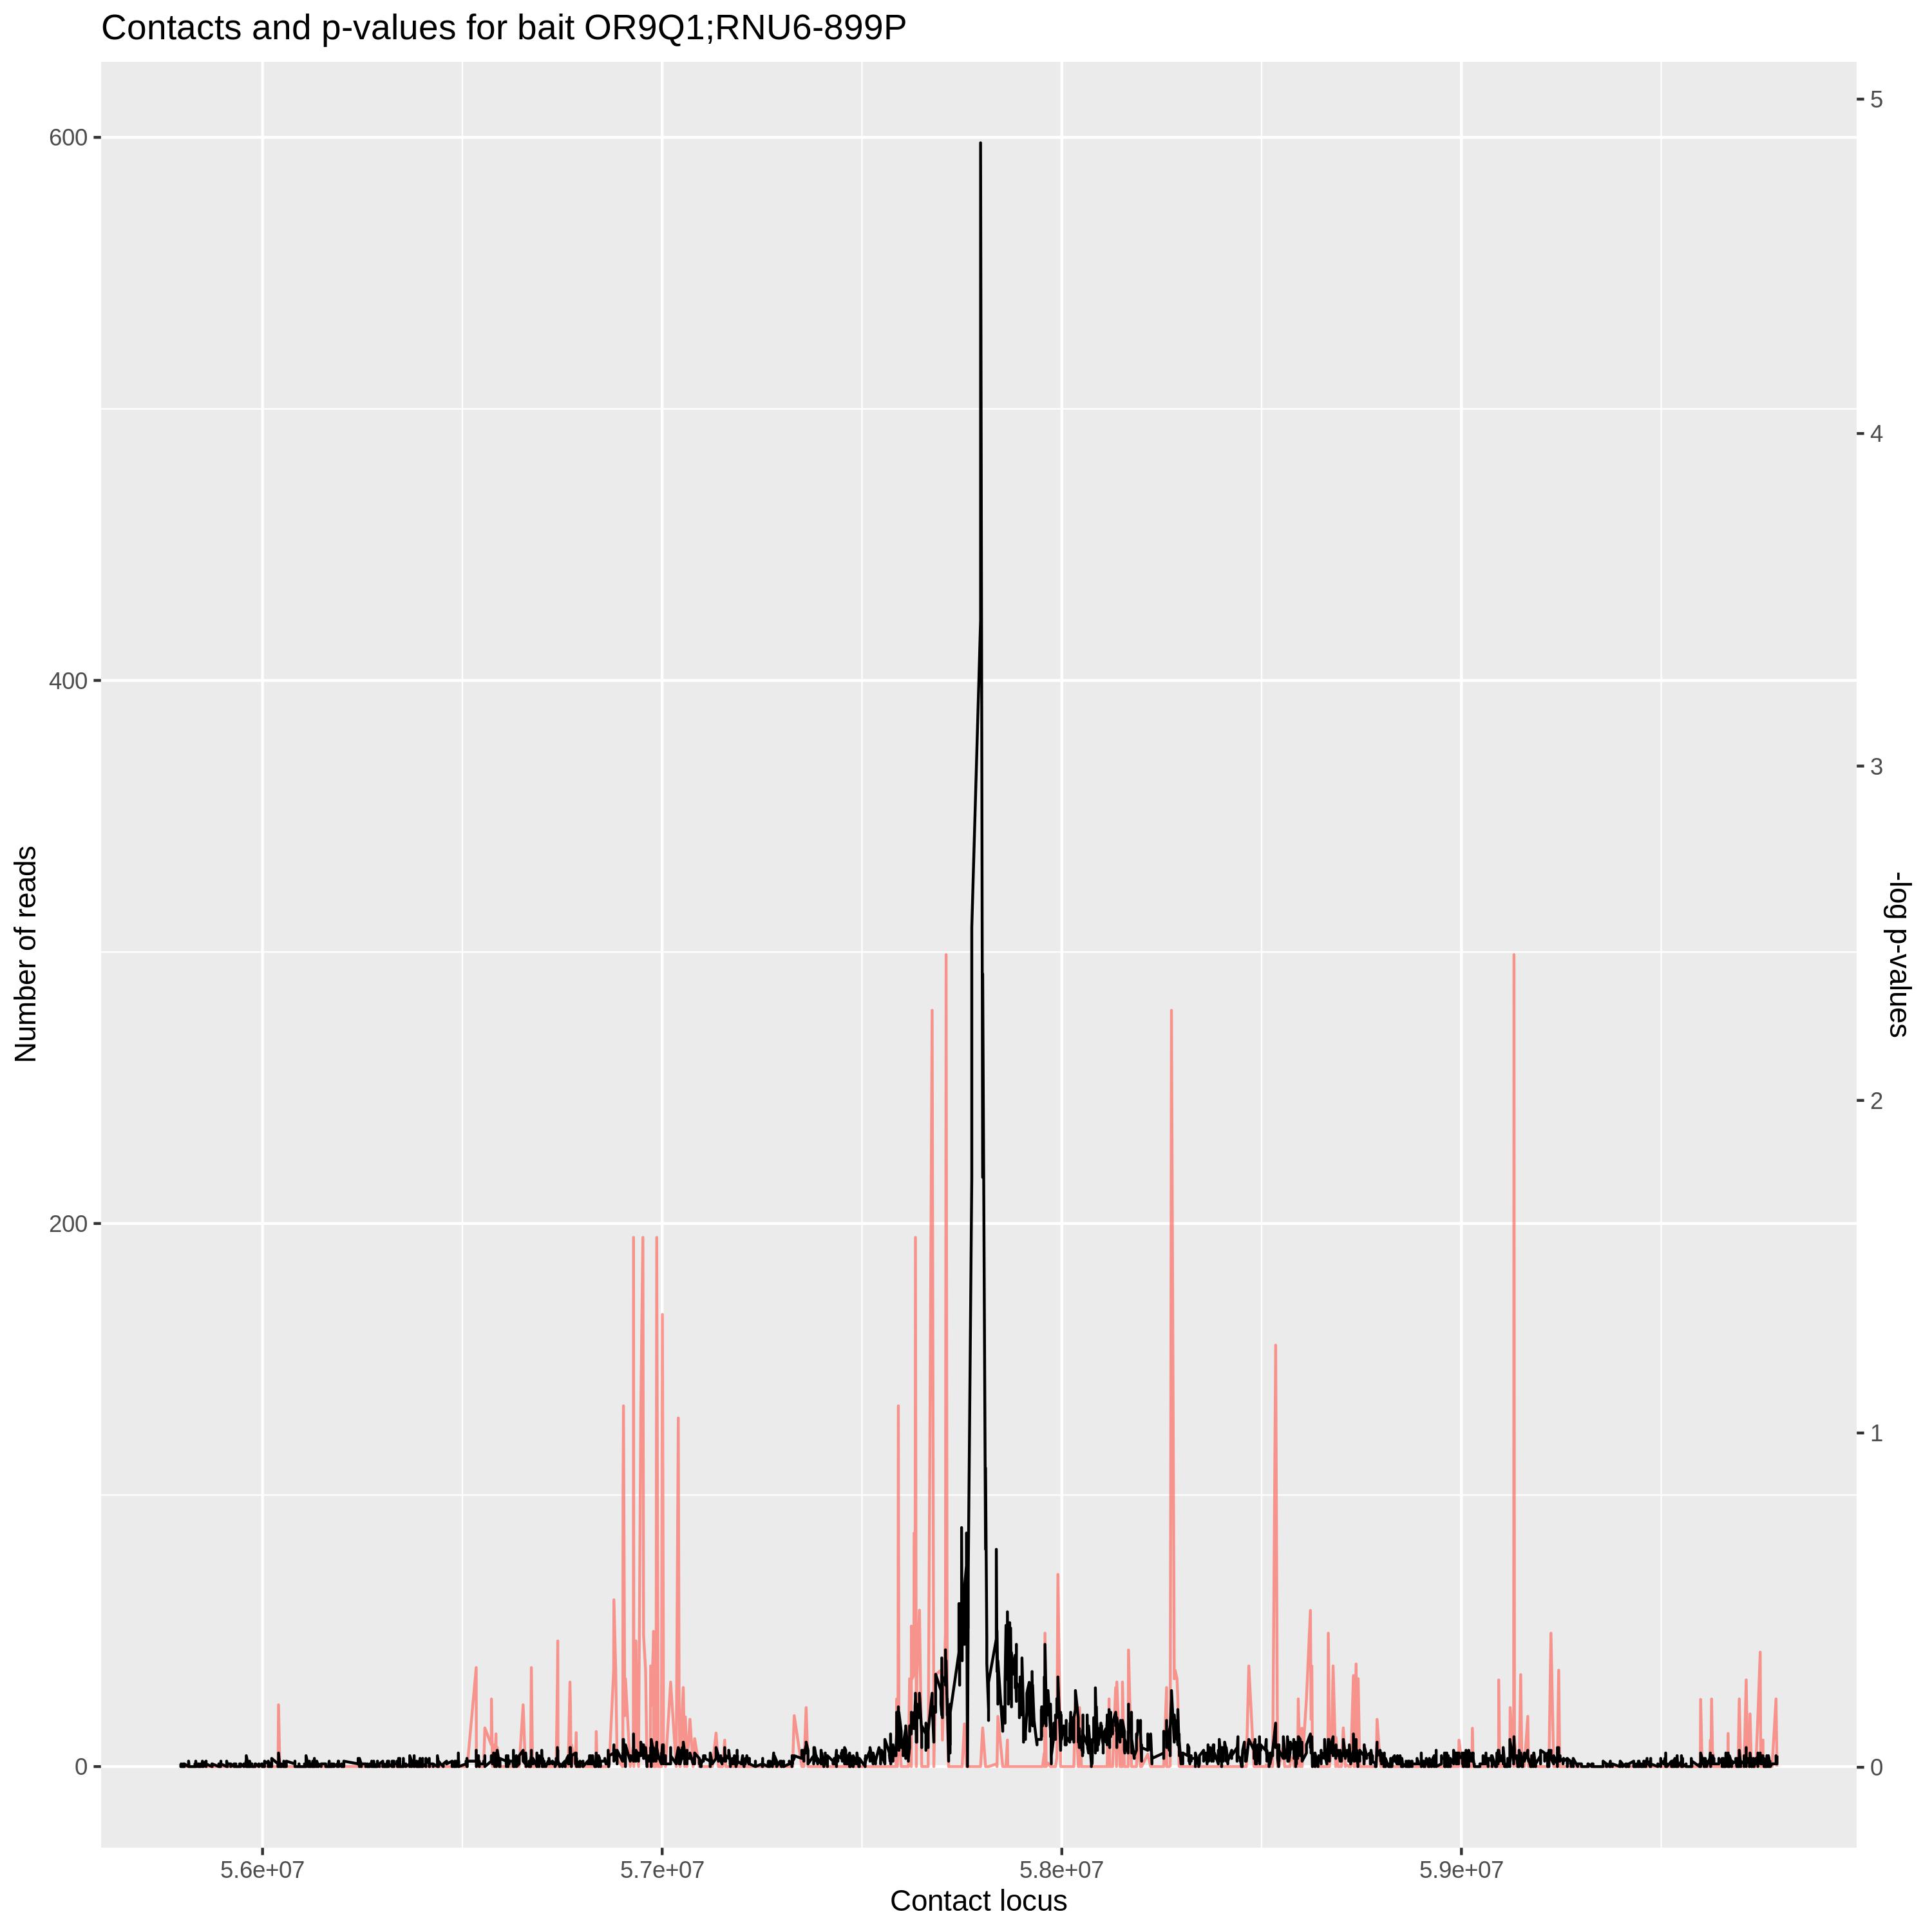 Contacts and p-values for bait OR9Q1;RNU6-899P
600
400
200
0
Number of reads
5
4
3
2
1
0
-log p-values
5.6e+07
5.7e+07
5.8e+07
5.9e+07
Contact locus